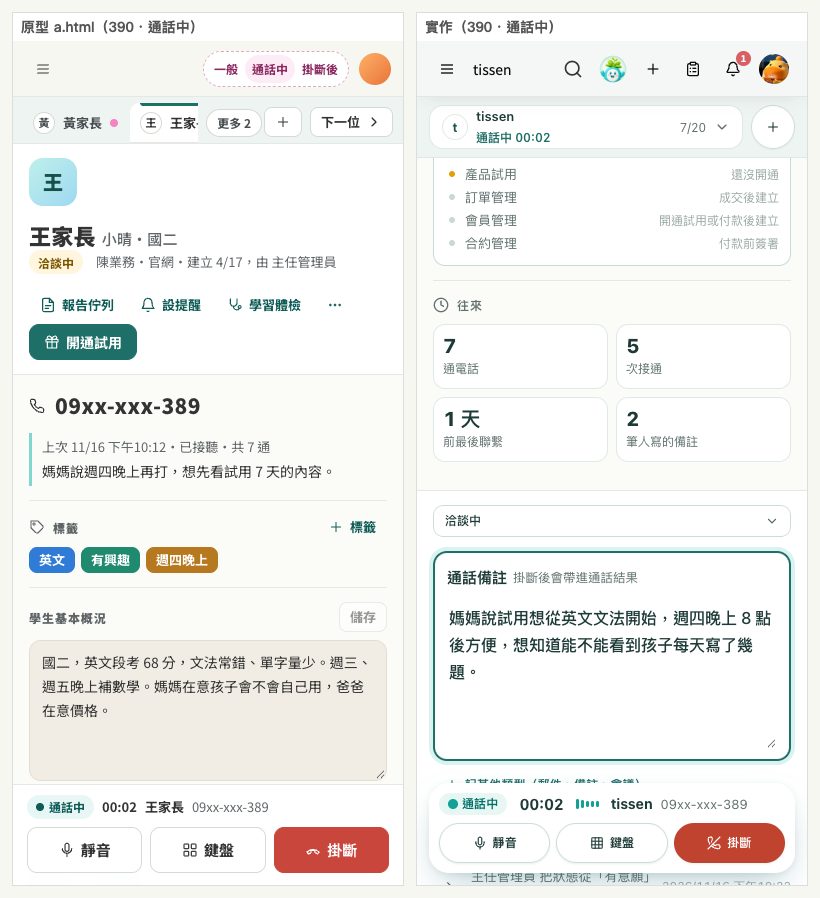 原型 a.html（390 · 通話中）
一般 通話中 掛斷後
黃 黃家長 王 王家 更多 2 + 下一位
王
王家長 小晴・國二
洽談中 陳業務・官網・建立 4/17，由 主任管理員
報告佇列 設提醒 學習體檢 ...
開通試用
09xx-xxx-389
上次 11/16 下午10:12・已接聽・共 7 通
媽媽說週四晚上再打，想先看試用 7 天的內容。
標籤 + 標籤
英文 有興趣 週四晚上
學生基本概況 儲存
國二，英文段考 68 分，文法常錯、單字量少。週三、
週五晚上補數學。媽媽在意孩子會不會自己用，爸爸
在意價格。
通話中 00:02 王家長 09xx-xxx-389
靜音 鍵盤 掛斷
實作（390 · 通話中）
tissen + 1
t tissen 7/20 +
通話中 00:02
產品試用 還沒開通
訂單管理 成交後建立
會員管理 開通試用或付款後建立
合約管理 付款前簽署
往來
7 5
通電話 次接通
1 天 2
前最後聯繫 筆人寫的備註
洽談中
通話備註 掛斷後會帶進通話結果
媽媽說試用想從英文文法開始，週四晚上 8 點
後方便，想知道能不能看到孩子每天寫了幾
題。
通話中 00:02 tissen 09xx-xxx-389
靜音 鍵盤 掛斷
主任管理員 把狀態從「有意願」